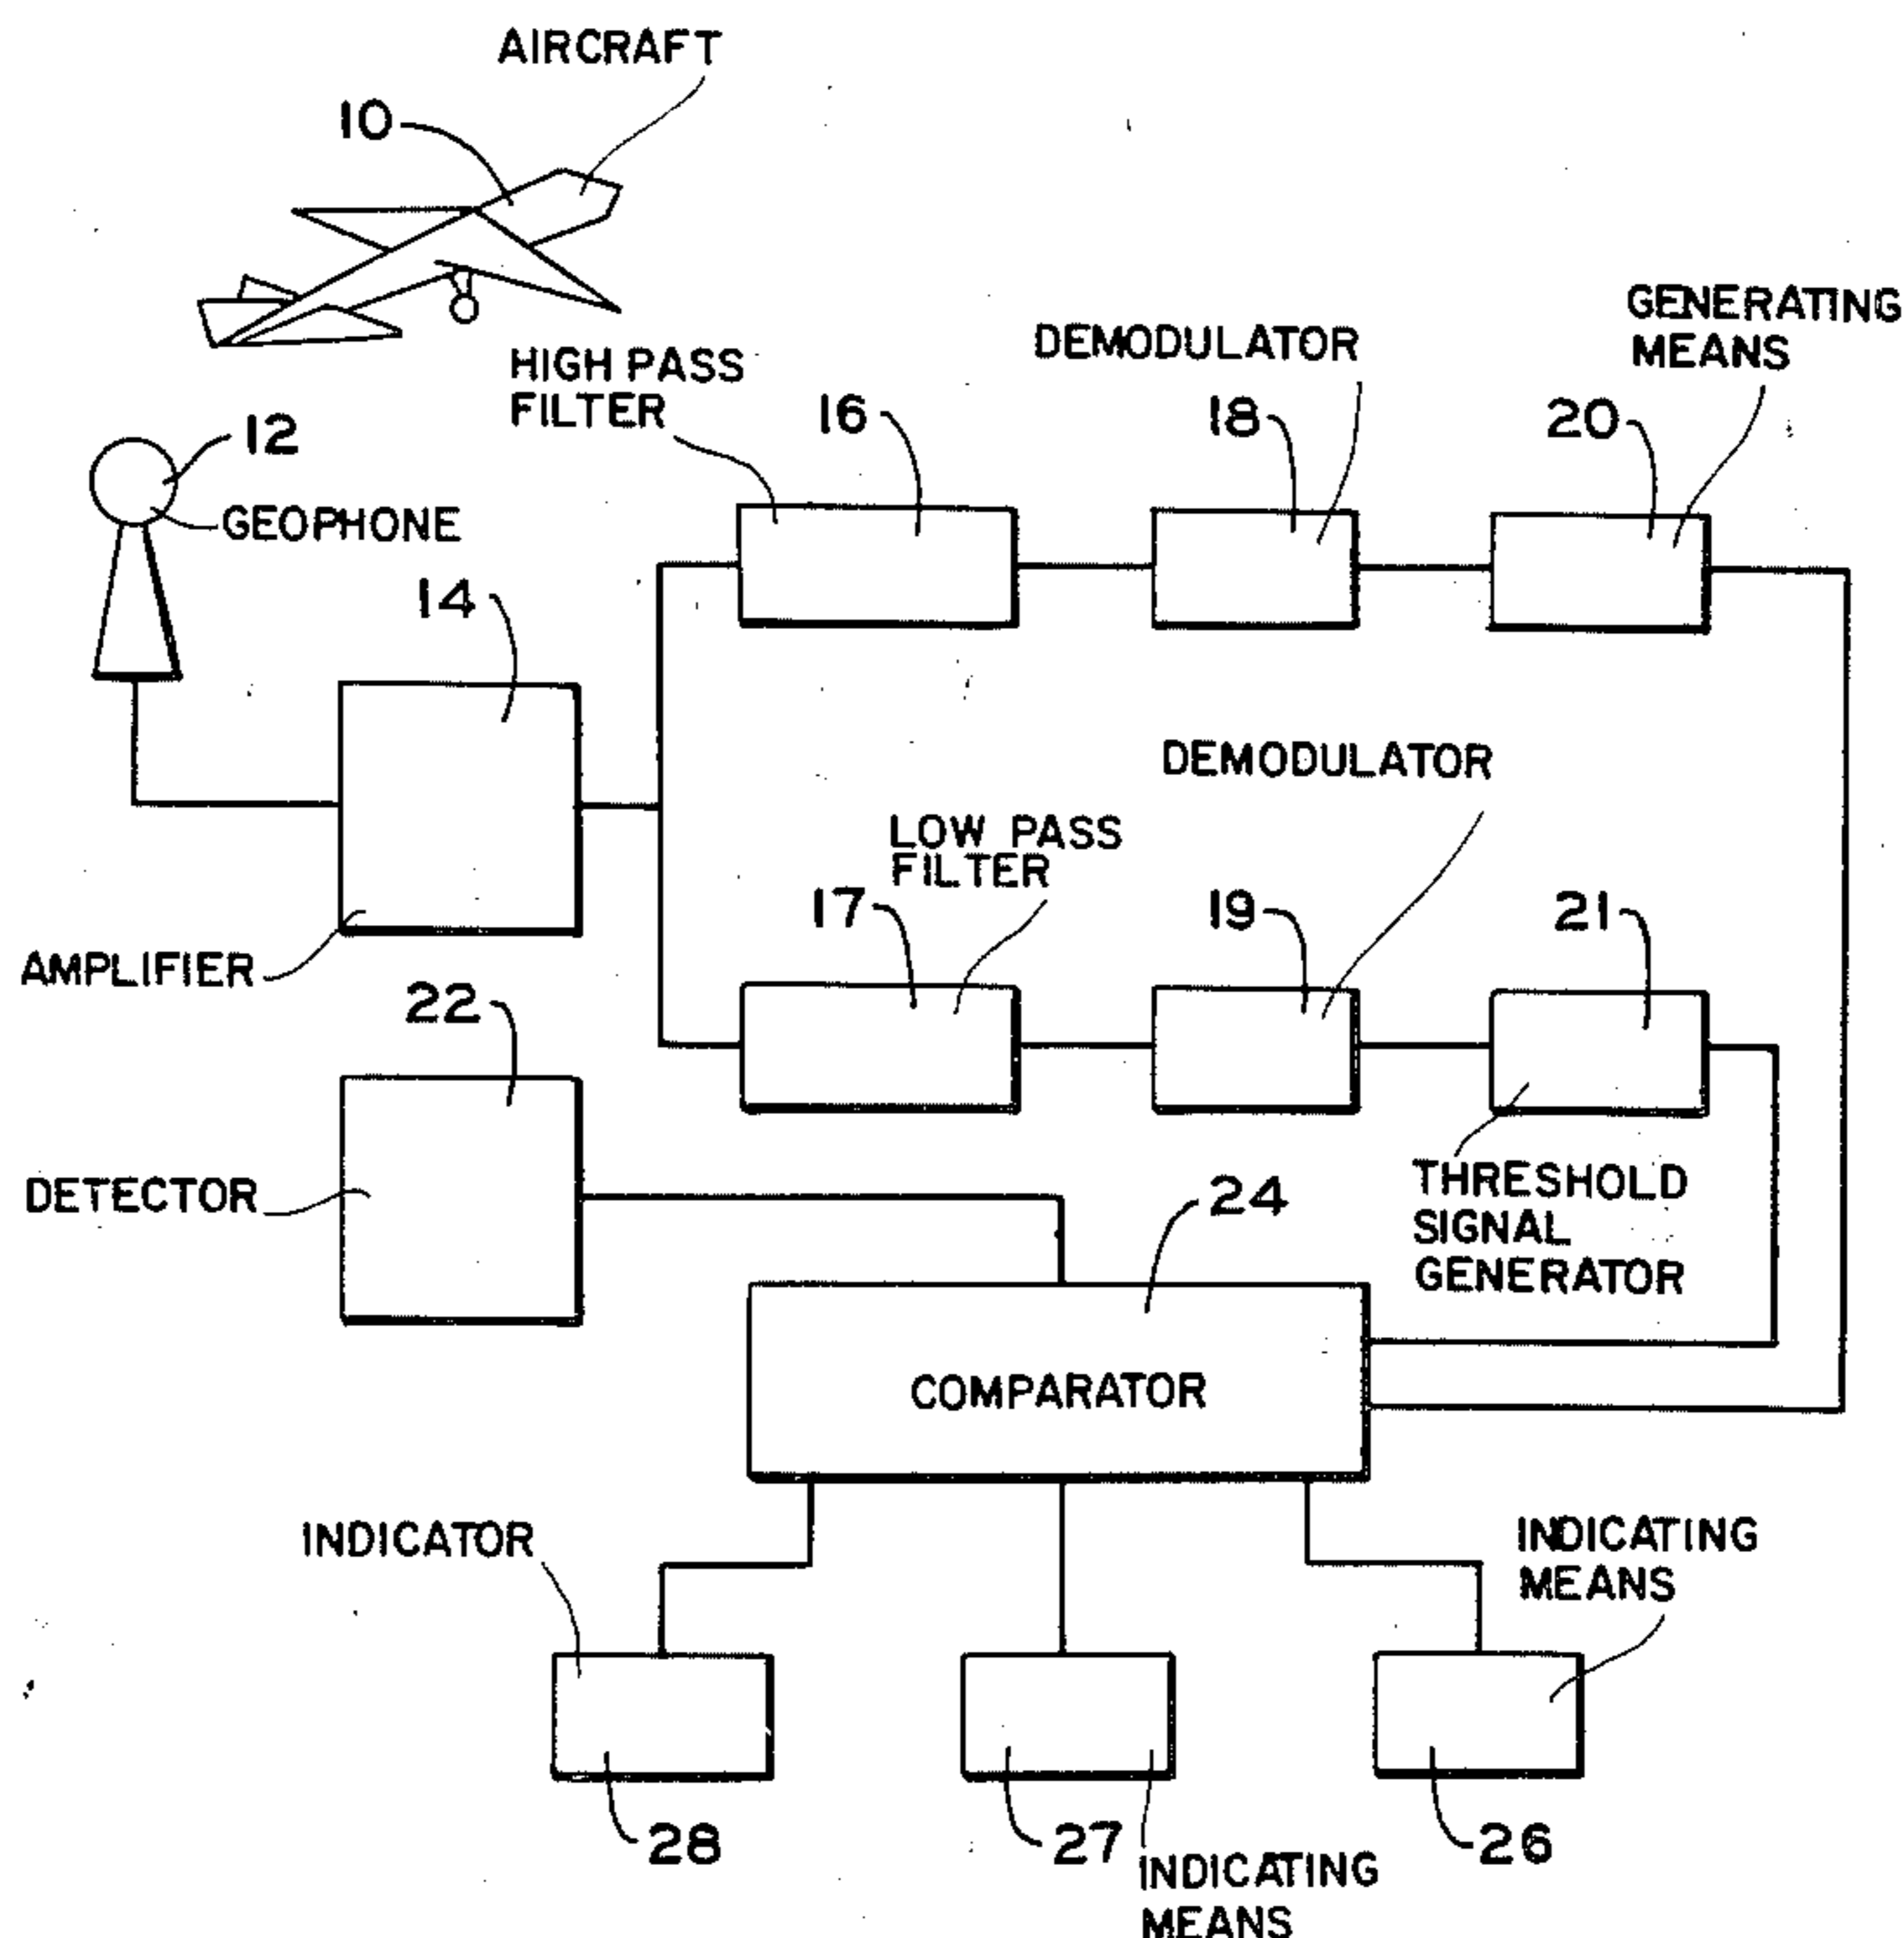 AIRCRAFT
10
HIGH PASS
FILTER
16
DEMODULATOR
18
GENERATING
MEANS
20
12
GEOPHONE
14
AMPLIFIER
LOW PASS
FILTER
17
DEMODULATOR
19
21
THRESHOLD
SIGNAL
GENERATOR
22
DETECTOR
24
COMPARATOR
INDICATOR
28
27
INDICATING
MEANS
INDICATING
MEANS
26